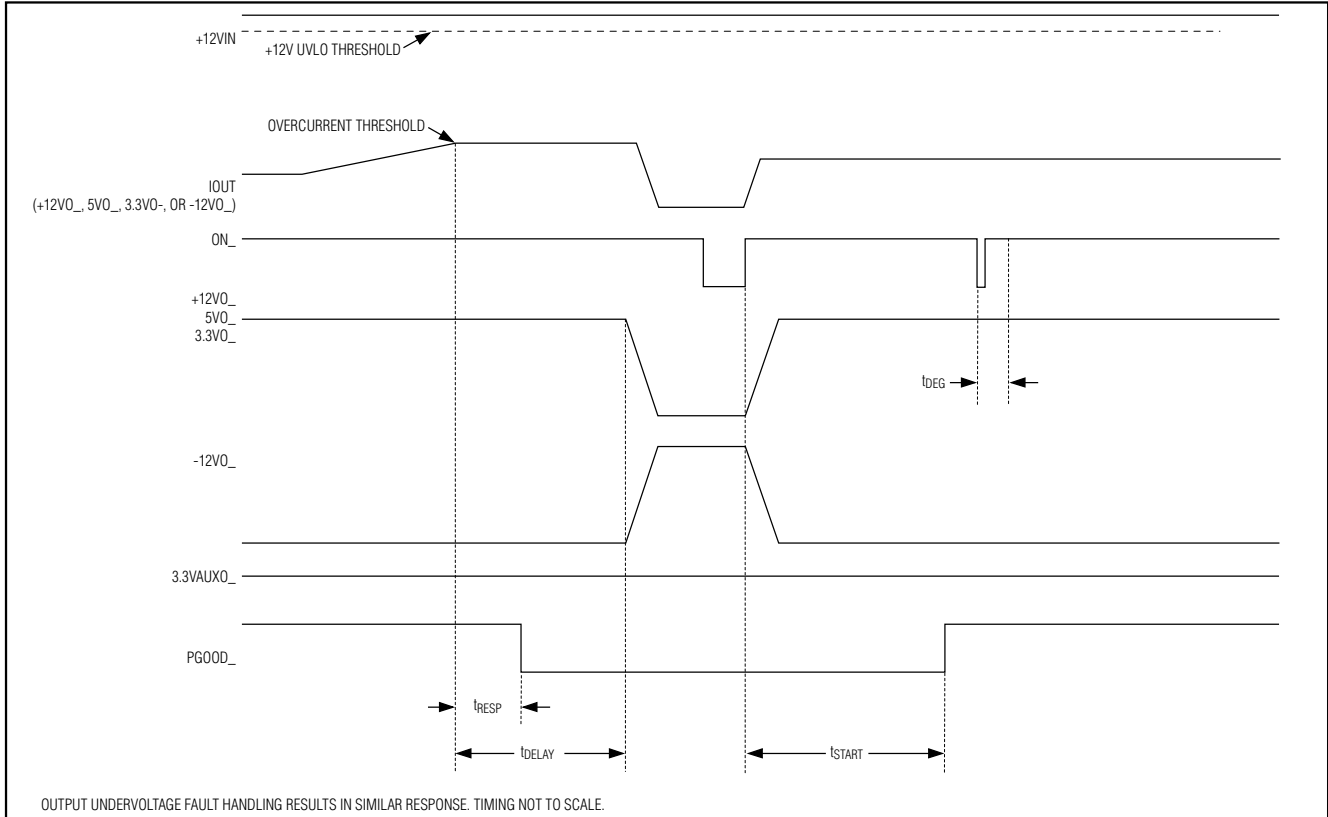 +12VIN
+12V UVLO THRESHOLD
OVERCURRENT THRESHOLD
IOUT
(+12VO_, 5VO_, 3.3VO-, OR -12VO_)
ON_
+12VO_
5VO_
3.3VO_
tDEG
-12VO_
3.3VAUXO_
PGOOD_
tRESP
tDELAY
tSTART
OUTPUT UNDERVOLTAGE FAULT HANDLING RESULTS IN SIMILAR RESPONSE. TIMING NOT TO SCALE.